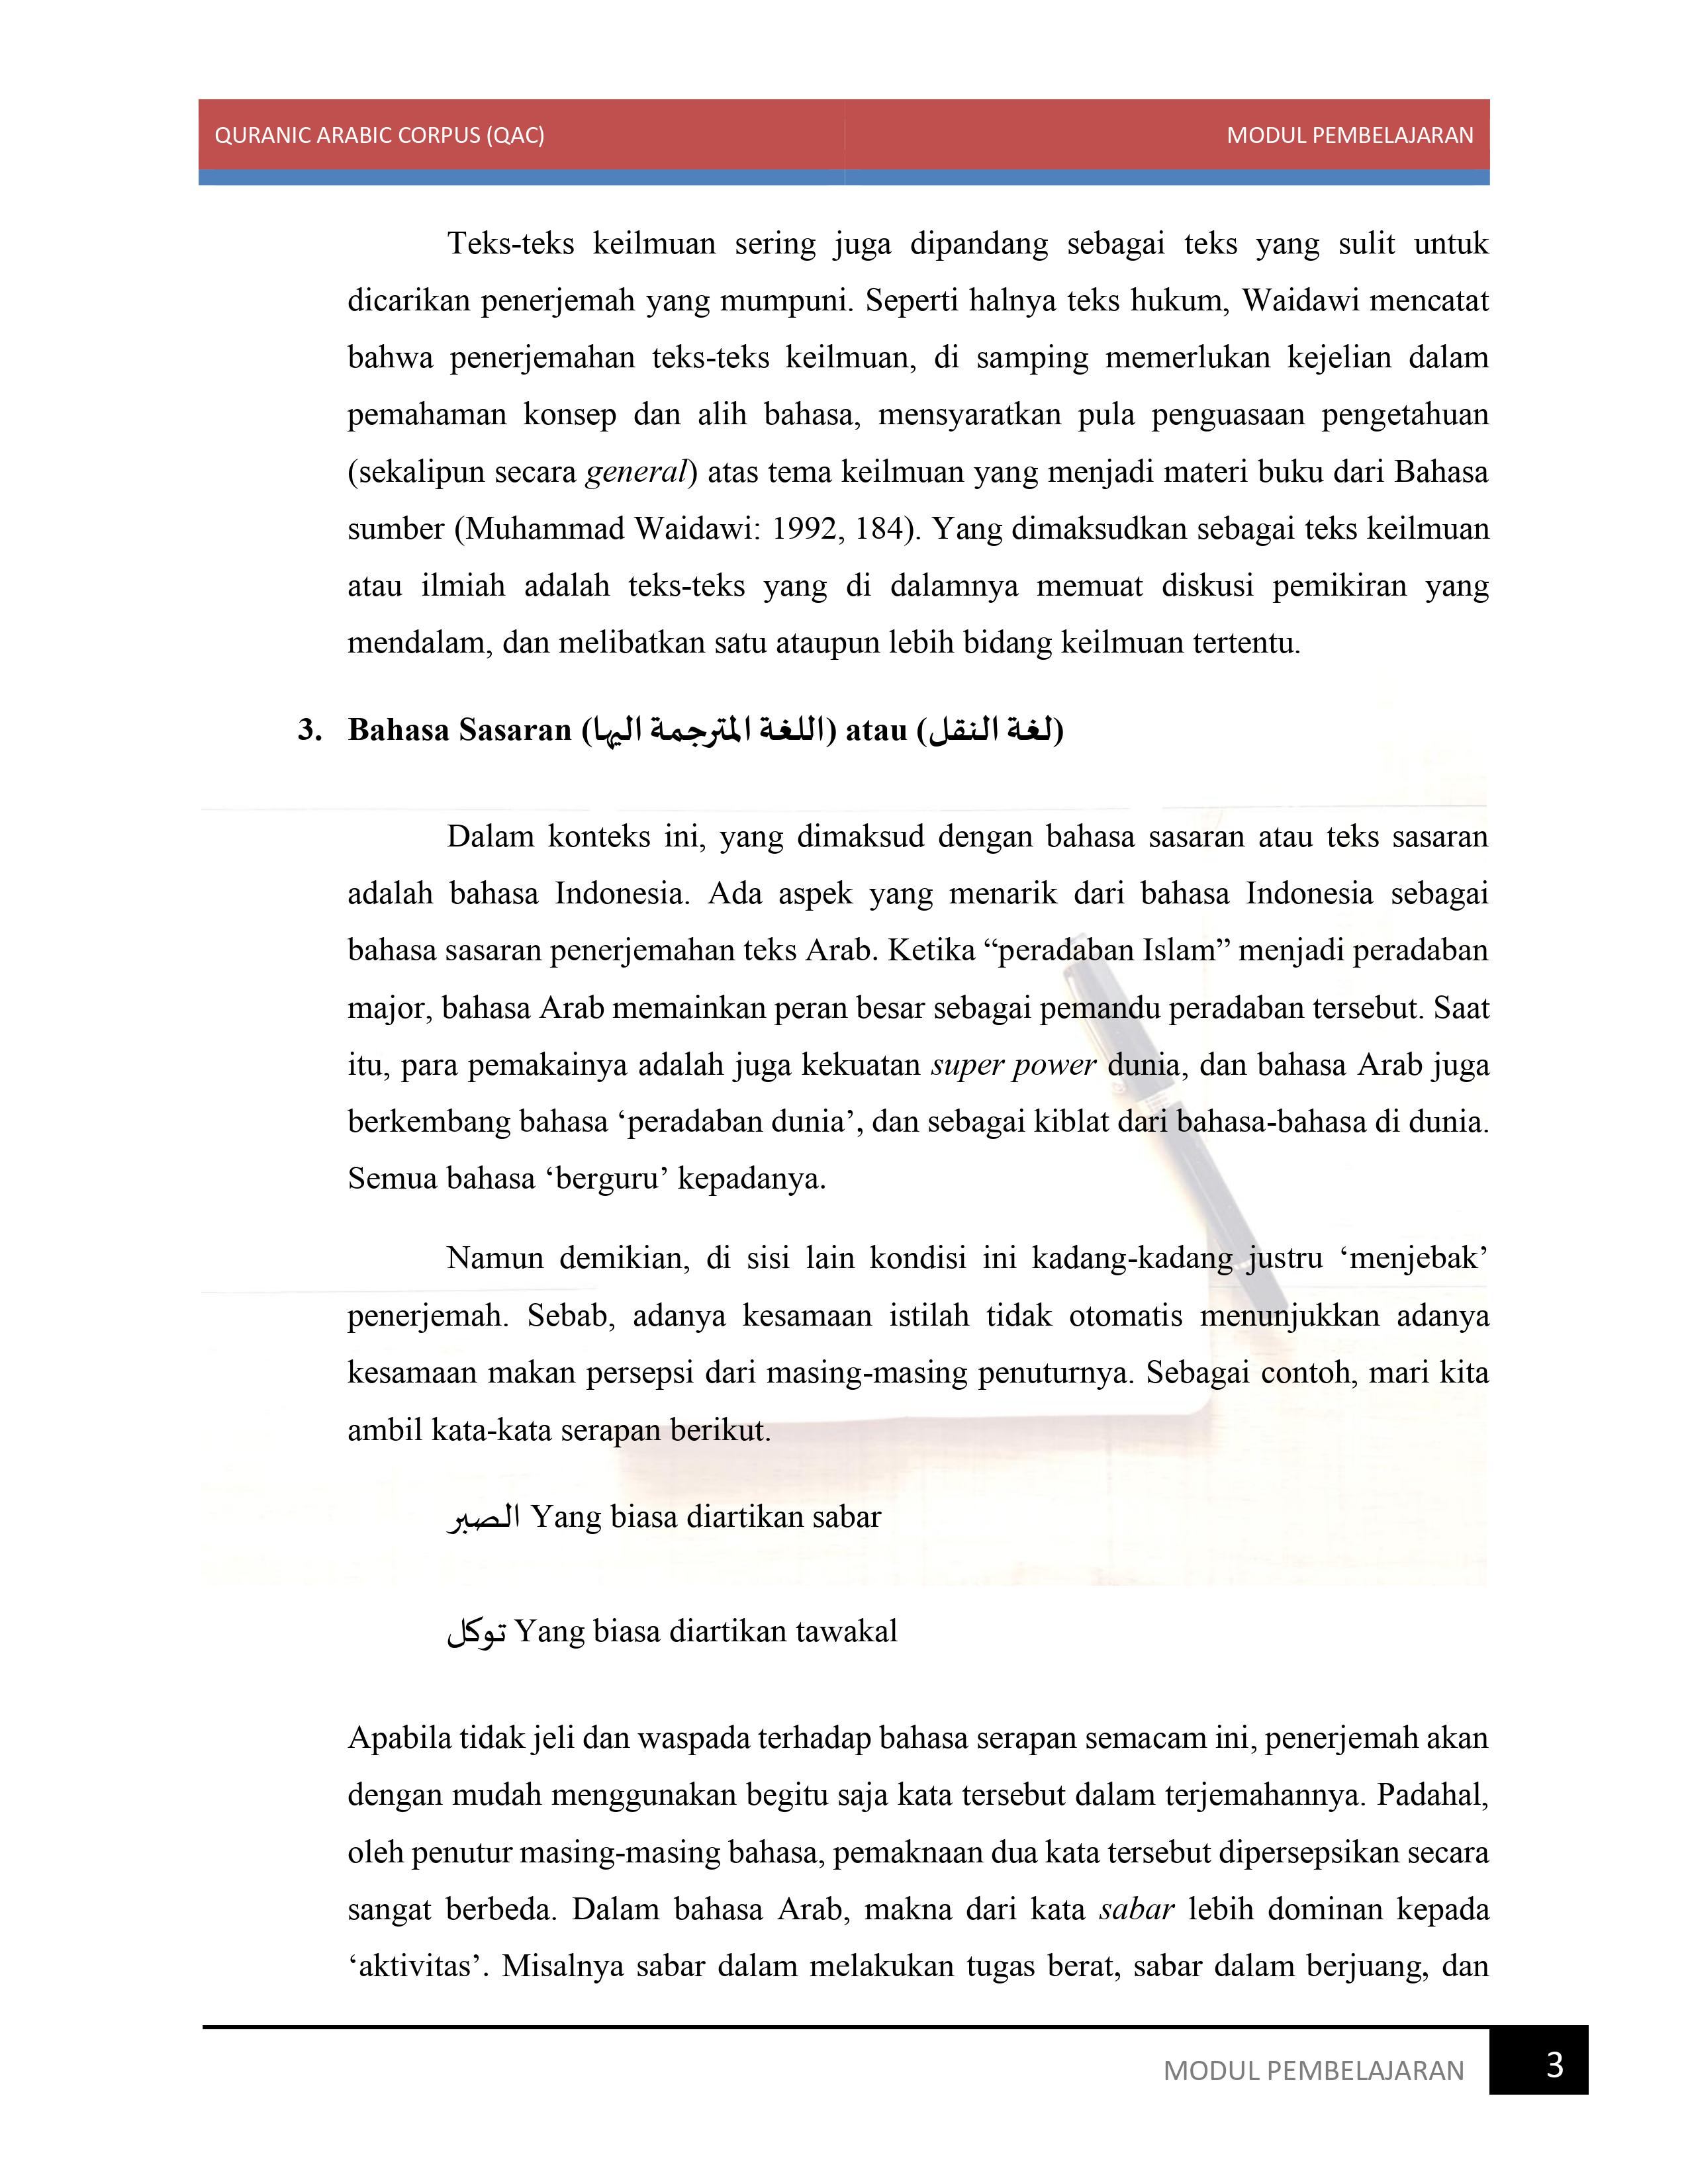 QURANIC ARABIC CORPUS (QAC) MODUL PEMBELAJARAN
Teks-teks keilmuan sering juga dipandang sebagai teks yang sulit untuk
dicarikan penerjemah yang mumpuni. Seperti halnya teks hukum, Waidawi mencatat
bahwa penerjemahan teks-teks keilmuan, di samping memerlukan kejelian dalam
pemahaman konsep dan alih bahasa, mensyaratkan pula penguasaan pengetahuan
(sekalipun secara general) atas tema keilmuan yang menjadi materi buku dari Bahasa
sumber (Muhammad Waidawi: 1992, 184). Yang dimaksudkan sebagai teks keilmuan
atau ilmiah adalah teks-teks yang di dalamnya memuat diskusi pemikiran yang
mendalam, dan melibatkan satu ataupun lebih bidang keilmuan tertentu.
3. Bahasa Sasaran (اللغة المترجمة اليها) atau (لغة النقل)
Dalam konteks ini, yang dimaksud dengan bahasa sasaran atau teks sasaran
adalah bahasa Indonesia. Ada aspek yang menarik dari bahasa Indonesia sebagai
bahasa sasaran penerjemahan teks Arab. Ketika “peradaban Islam” menjadi peradaban
major, bahasa Arab memainkan peran besar sebagai pemandu peradaban tersebut. Saat
itu, para pemakainya adalah juga kekuatan super power dunia, dan bahasa Arab juga
berkembang bahasa ‘peradaban dunia’, dan sebagai kiblat dari bahasa-bahasa di dunia.
Semua bahasa ‘berguru’ kepadanya.
Namun demikian, di sisi lain kondisi ini kadang-kadang justru ‘menjebak’
penerjemah. Sebab, adanya kesamaan istilah tidak otomatis menunjukkan adanya
kesamaan makan persepsi dari masing-masing penuturnya. Sebagai contoh, mari kita
ambil kata-kata serapan berikut.
الصبر Yang biasa diartikan sabar
توكل Yang biasa diartikan tawakal
Apabila tidak jeli dan waspada terhadap bahasa serapan semacam ini, penerjemah akan
dengan mudah menggunakan begitu saja kata tersebut dalam terjemahannya. Padahal,
oleh penutur masing-masing bahasa, pemaknaan dua kata tersebut dipersepsikan secara
sangat berbeda. Dalam bahasa Arab, makna dari kata sabar lebih dominan kepada
‘aktivitas’. Misalnya sabar dalam melakukan tugas berat, sabar dalam berjuang, dan
MODUL PEMBELAJARAN 3